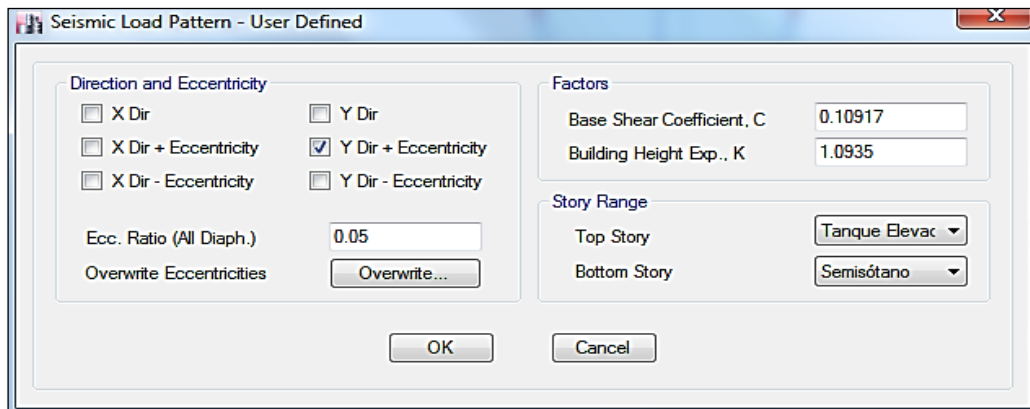 Seismic Load Pattern - User Defined
Direction and Eccentricity
X Dir
Y Dir
X Dir + Eccentricity
Y Dir + Eccentricity
X Dir - Eccentricity
Y Dir - Eccentricity
Ecc. Ratio (All Diaph.)
0.05
Overwrite Eccentricities
Overwrite...
Factors
Base Shear Coefficient, C
0.10917
Building Height Exp., K
1.0935
Story Range
Top Story
Tanque Elevac
Bottom Story
Semisótano
OK
Cancel